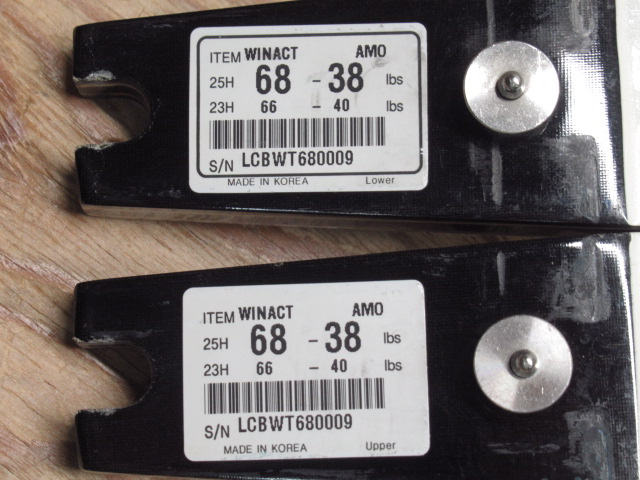 ITEM WINACT AMO
25H 68 - 38 lbs
23H 66 - 40 lbs
S/N LCBWT680009
MADE IN KOREA Lower
ITEM WINACT AMO
25H 68 - 38 lbs
23H 66 - 40 lbs
S/N LCBWT680009
MADE IN KOREA Upper